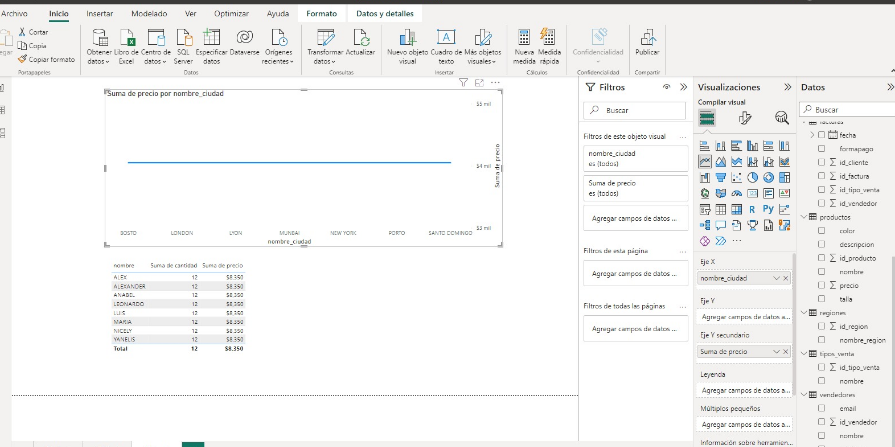 Archivo Inicio Insertar Modelado Ver Optimizar Ayuda Formato Datos y detalles
Cortar
Copia
Copiar formato
Portapapeles
Obtener datos
Libro de Excel
Centro de datos
SQL Server
Especificar datos
Dataverse
Orígenes recientes
Datos
Transformar datos
Actualizar
Consultas
Nuevo objeto visual
Cuadro de texto
Más objetos visuales
Insertar
Nueva medida
Medida rápida
Cálculos
Confidencialidad
Confidencialidad
Publicar
Compartir
Suma de precio por nombre_ciudad
$5 mil
$4 mil
$3 mil
Suma de precio
BOSTO LONDON LYON MUNBAI NEW YORK PORTO SANTO DOMINGO
nombre_ciudad
nombre Suma de cantidad Suma de precio
ALEX 12 $8.350
ALEXANDER 12 $8.350
ANABEL 12 $8.350
LEONARDO 12 $8.350
LUIS 12 $8.350
MARIA 12 $8.350
NICELY 12 $8.350
YANELIS 12 $8.350
Total 12 $8.350
Filtros
Buscar
Filtros de este objeto visual ...
nombre_ciudad
es (todos)
Suma de precio
es (todos)
Agregar campos de datos ...
Filtros de esta página ...
Agregar campos de datos ...
Filtros de todas las páginas ...
Agregar campos de datos ...
Visualizaciones
Compilar visual
R Py
...
Eje X
nombre_ciudad
Eje Y
Agregar campos de datos a...
Eje Y secundario
Suma de precio
Leyenda
Agregar campos de datos a...
Múltiplos pequeños
Agregar campos de datos a...
Información sobre herramien...
Datos
Buscar
facturas
fecha
formapago
id_cliente
id_factura
id_tipo_venta
id_vendedor
productos
color
descripcion
id_producto
nombre
precio
talla
regiones
id_region
nombre_region
tipos_venta
id_tipo_venta
nombre
vendedores
email
id_vendedor
nombre